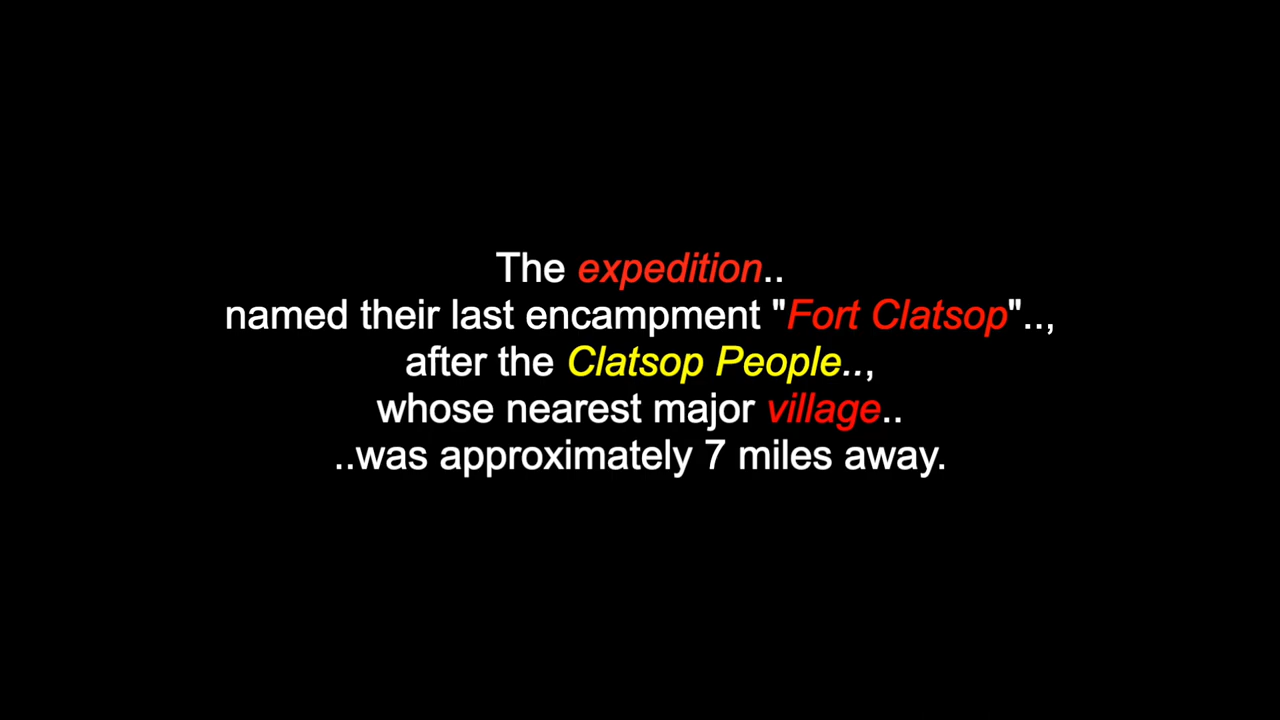 The expedition..
named their last encampment "Fort Clatsop"..,
after the Clatsop People..,
whose nearest major village..
..was approximately 7 miles away.